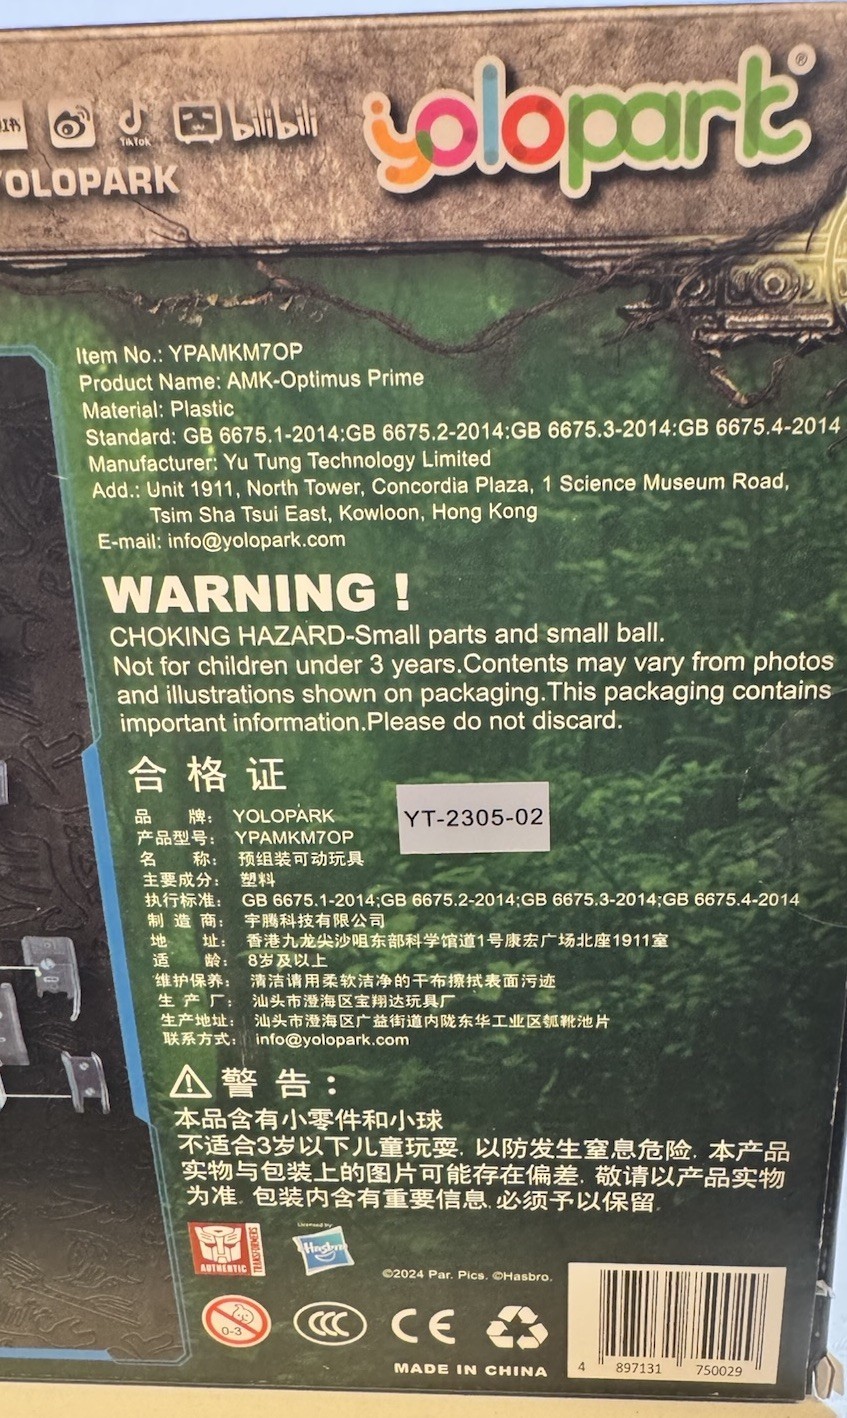 TikTok
bilibili
yolopark®
YOLOPARK
Item No.: YPAMKM7OP
Product Name: AMK-Optimus Prime
Material: Plastic
Standard: GB 6675.1-2014:GB 6675.2-2014:GB 6675.3-2014:GB 6675.4-2014
Manufacturer: Yu Tung Technology Limited
Add.: Unit 1911, North Tower, Concordia Plaza, 1 Science Museum Road,
Tsim Sha Tsui East, Kowloon, Hong Kong
E-mail: info@yolopark.com
WARNING !
CHOKING HAZARD-Small parts and small ball.
Not for children under 3 years.Contents may vary from photos
and illustrations shown on packaging.This packaging contains
important information.Please do not discard.
合格证
YT-2305-02
品 牌: YOLOPARK
产品型号: YPAMKM7OP
名 称: 预组装可动玩具
主要成分: 塑料
执行标准: GB 6675.1-2014;GB 6675.2-2014;GB 6675.3-2014;GB 6675.4-2014
制 造 商: 宇腾科技有限公司
地 址: 香港九龙尖沙咀东部科学馆道1号康宏广场北座1911室
适 龄: 8岁及以上
维护保养: 清洁请用柔软洁净的干布擦拭表面污迹
生 产 厂: 汕头市澄海区宝翔达玩具厂
生产地址: 汕头市澄海区广益街道内陇东华工业区瓠靴池片
联系方式: info@yolopark.com
警 告:
本品含有小零件和小球
不适合3岁以下儿童玩耍, 以防发生窒息危险. 本产品
实物与包装上的图片可能存在偏差, 敬请以产品实物
为准. 包装内含有重要信息,必须予以保留.
AUTHENTIC
TRANSFORMERS
Licensed by:
Hasbro
©2024 Par. Pics. ©Hasbro.
0-3
CCC
CE
MADE IN CHINA
4 897131 750029